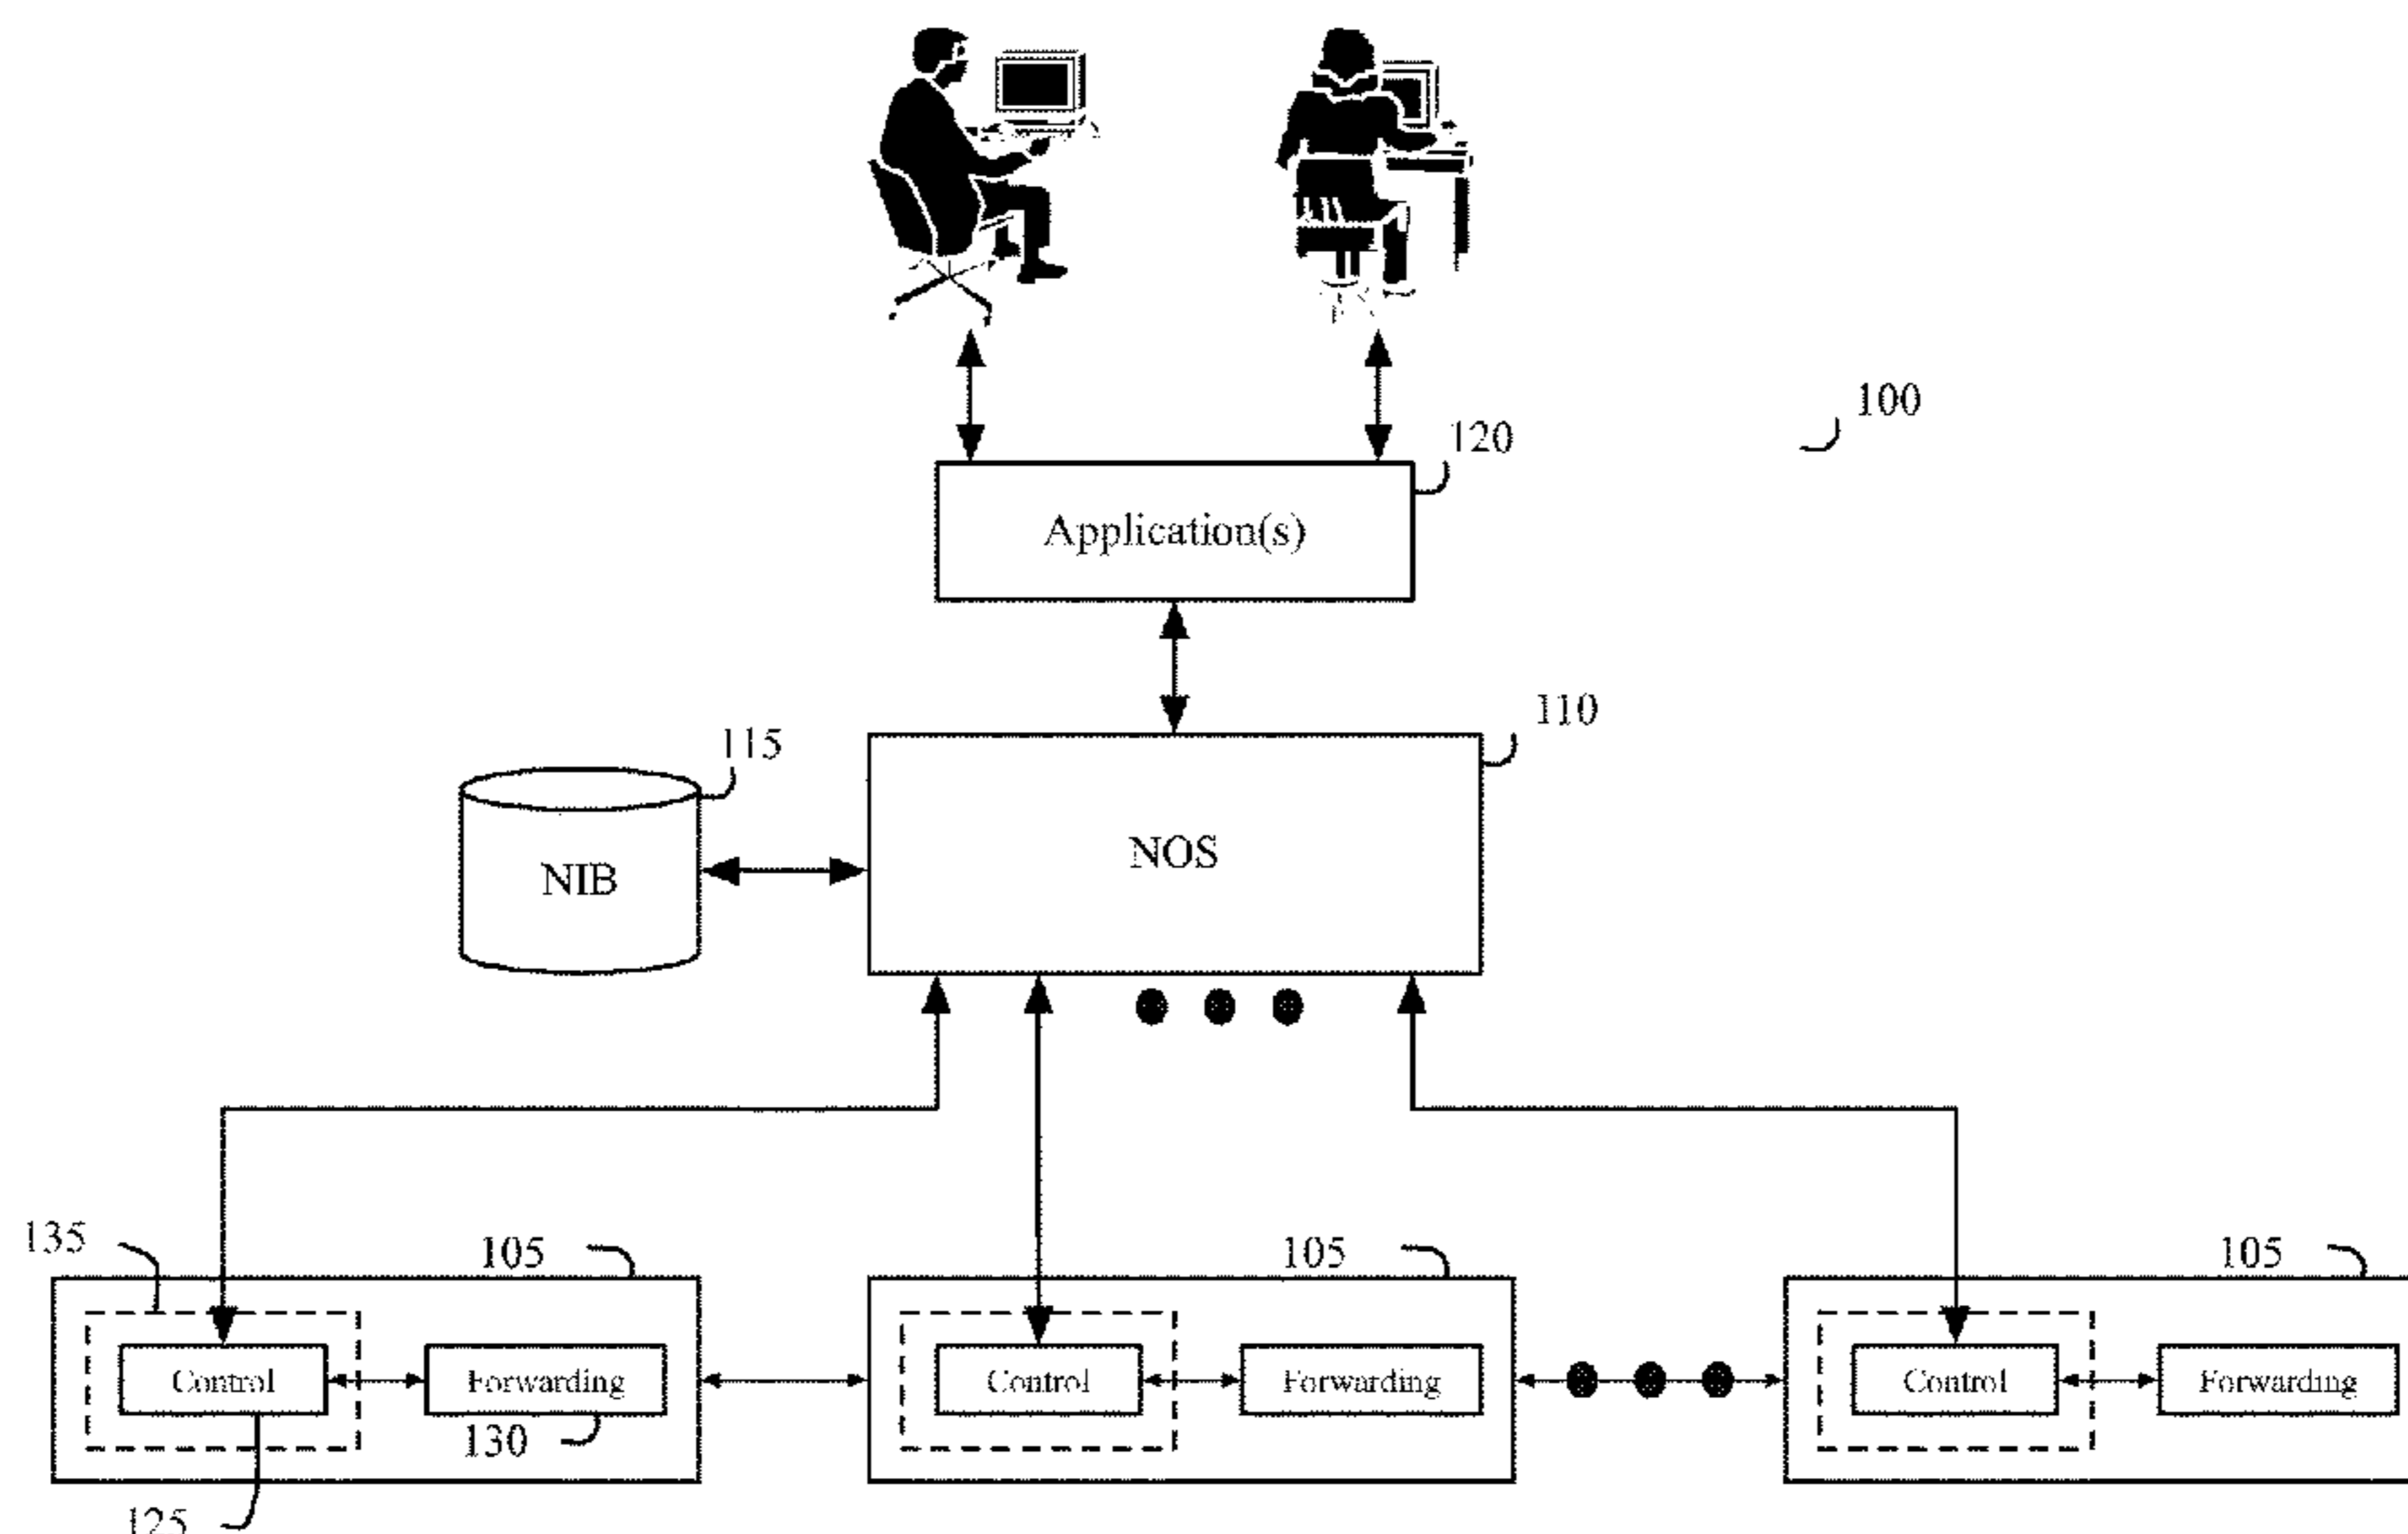 100
120
Application(s)
110
115
NOS
NIB
135
105
105
105
Control
Forwarding
Control
Forwarding
Control
Forwarding
130
125